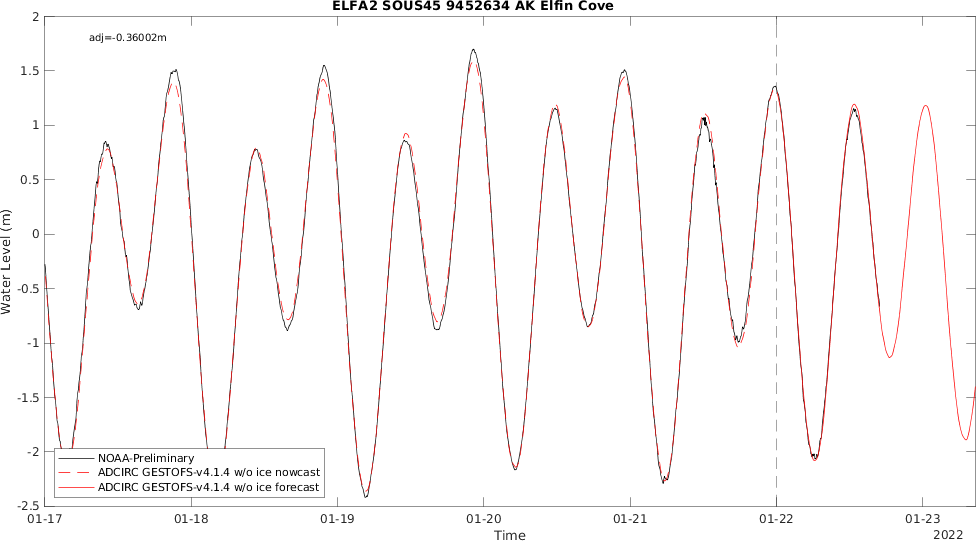 ELFA2 SOUS45 9452634 AK Elfin Cove
adj=-0.36002m
2
1.5
1
0.5
0
-0.5
-1
-1.5
-2
-2.5
Water Level (m)
NOAA-Preliminary
ADCIRC GESTOFS-v4.1.4 w/o ice nowcast
ADCIRC GESTOFS-v4.1.4 w/o ice forecast
01-17 01-18 01-19 01-20 01-21 01-22 01-23
Time
2022